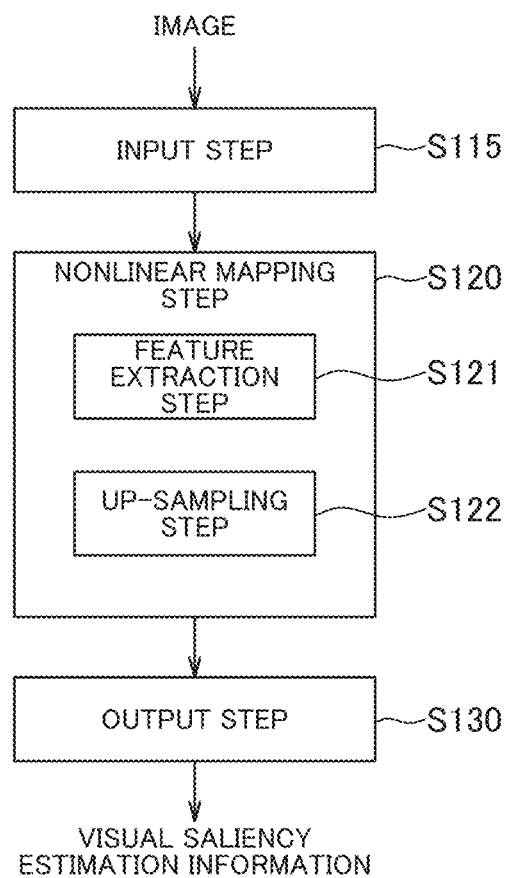 IMAGE
INPUT STEP
S115
NONLINEAR MAPPING
STEP
S120
FEATURE
EXTRACTION
STEP
S121
UP-SAMPLING
STEP
S122
OUTPUT STEP
S130
VISUAL SALIENCY
ESTIMATION INFORMATION